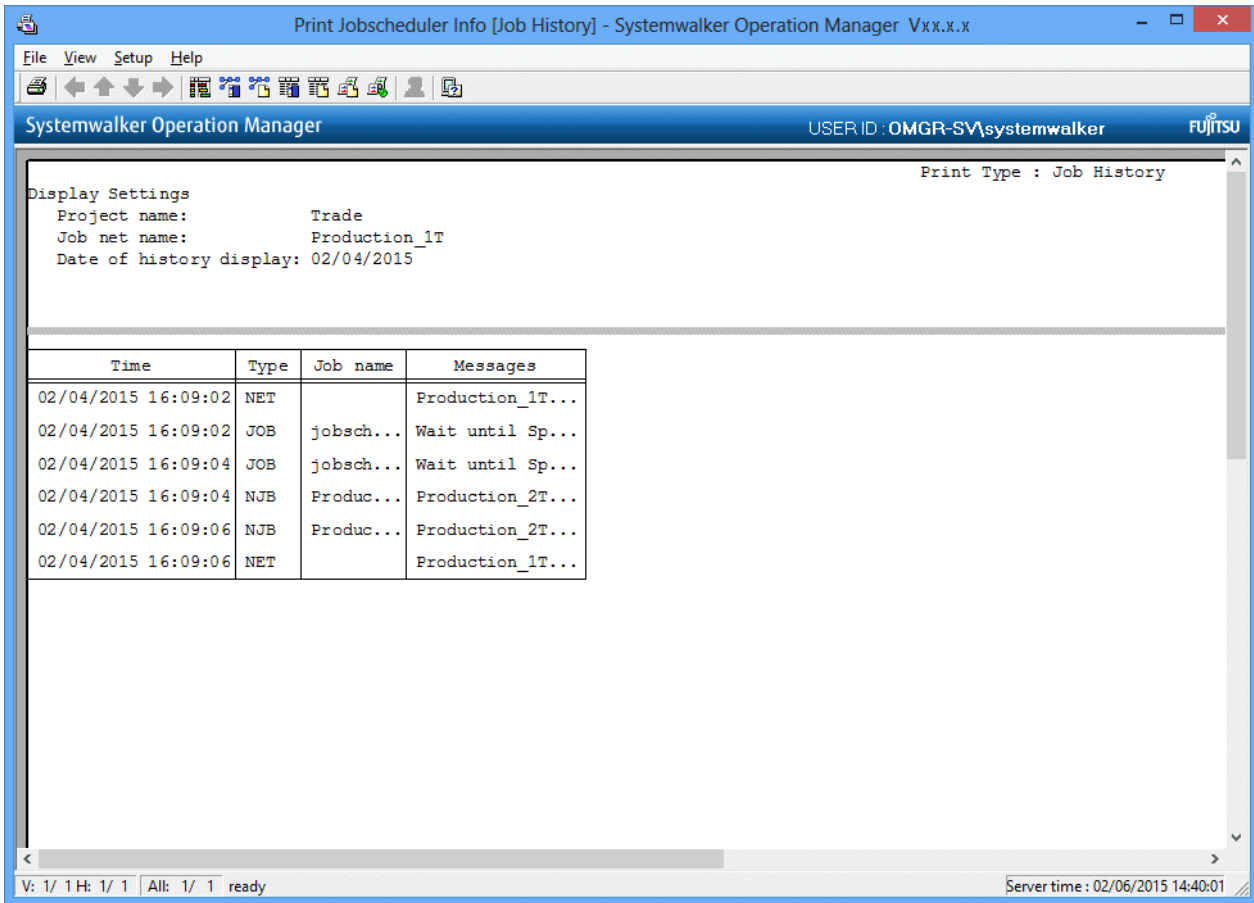 Print Jobscheduler Info [Job History] - Systemwalker Operation Manager Vxx.x.x
File View Setup Help
Systemwalker Operation Manager USER ID : OMGR-SV\systemwalker FUJITSU
Print Type : Job History
Display Settings
Project name: Trade
Job net name: Production_1T
Date of history display: 02/04/2015
Time Type Job name Messages
02/04/2015 16:09:02 NET Production_1T...
02/04/2015 16:09:02 JOB jobsch... Wait until Sp...
02/04/2015 16:09:04 JOB jobsch... Wait until Sp...
02/04/2015 16:09:04 NJB Produc... Production_2T...
02/04/2015 16:09:06 NJB Produc... Production_2T...
02/04/2015 16:09:06 NET Production_1T...
V: 1/ 1 H: 1/ 1 All: 1/ 1 ready Server time : 02/06/2015 14:40:01